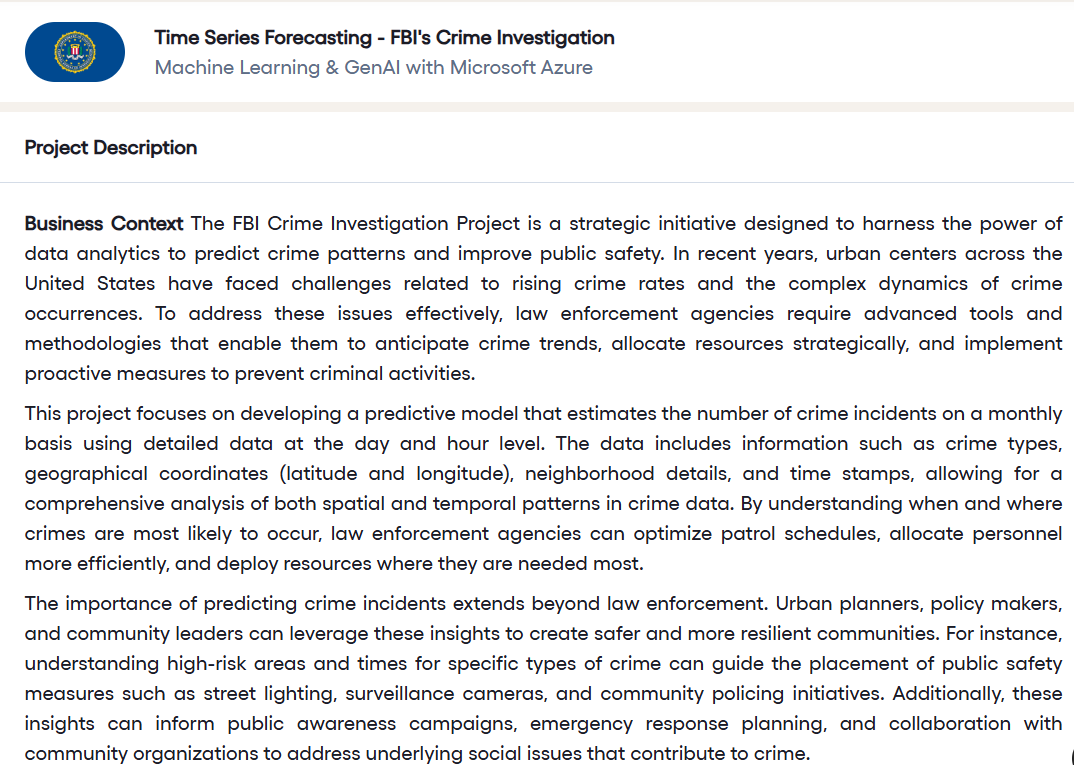 Time Series Forecasting - FBI's Crime Investigation
Machine Learning & GenAI with Microsoft Azure
Project Description
Business Context The FBI Crime Investigation Project is a strategic initiative designed to harness the power of
data analytics to predict crime patterns and improve public safety. In recent years, urban centers across the
United States have faced challenges related to rising crime rates and the complex dynamics of crime
occurrences. To address these issues effectively, law enforcement agencies require advanced tools and
methodologies that enable them to anticipate crime trends, allocate resources strategically, and implement
proactive measures to prevent criminal activities.
This project focuses on developing a predictive model that estimates the number of crime incidents on a monthly
basis using detailed data at the day and hour level. The data includes information such as crime types,
geographical coordinates (latitude and longitude), neighborhood details, and time stamps, allowing for a
comprehensive analysis of both spatial and temporal patterns in crime data. By understanding when and where
crimes are most likely to occur, law enforcement agencies can optimize patrol schedules, allocate personnel
more efficiently, and deploy resources where they are needed most.
The importance of predicting crime incidents extends beyond law enforcement. Urban planners, policy makers,
and community leaders can leverage these insights to create safer and more resilient communities. For instance,
understanding high-risk areas and times for specific types of crime can guide the placement of public safety
measures such as street lighting, surveillance cameras, and community policing initiatives. Additionally, these
insights can inform public awareness campaigns, emergency response planning, and collaboration with
community organizations to address underlying social issues that contribute to crime.